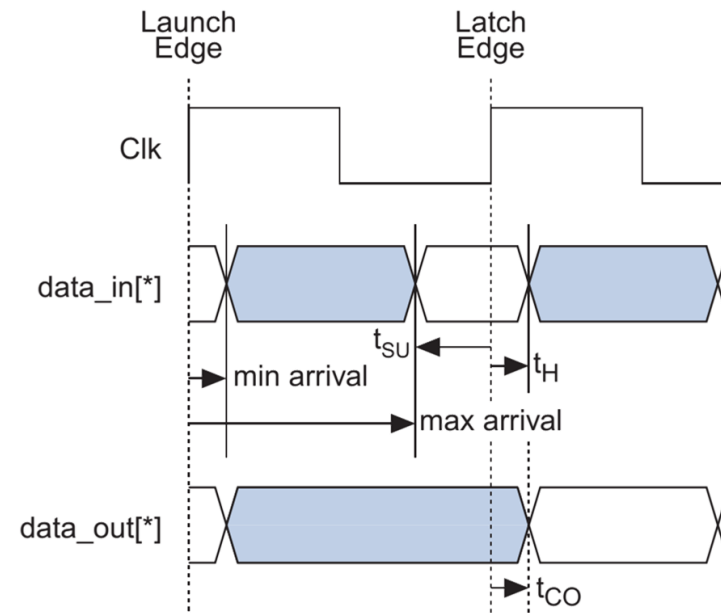 Launch
Edge
Latch
Edge
Clk
data_in[*]
tSU
tH
min arrival
max arrival
data_out[*]
tCO